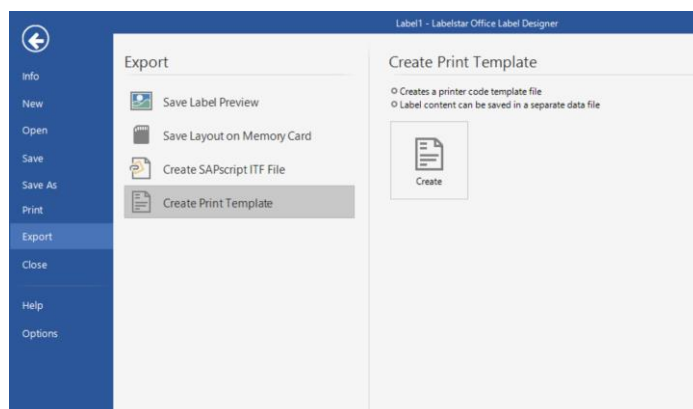 Label1 - Labelstar Office Label Designer
Info
New
Open
Save
Save As
Print
Export
Close
Help
Options
Export
Save Label Preview
Save Layout on Memory Card
Create SAPscript ITF File
Create Print Template
Create Print Template
Creates a printer code template file
Label content can be saved in a separate data file
Create